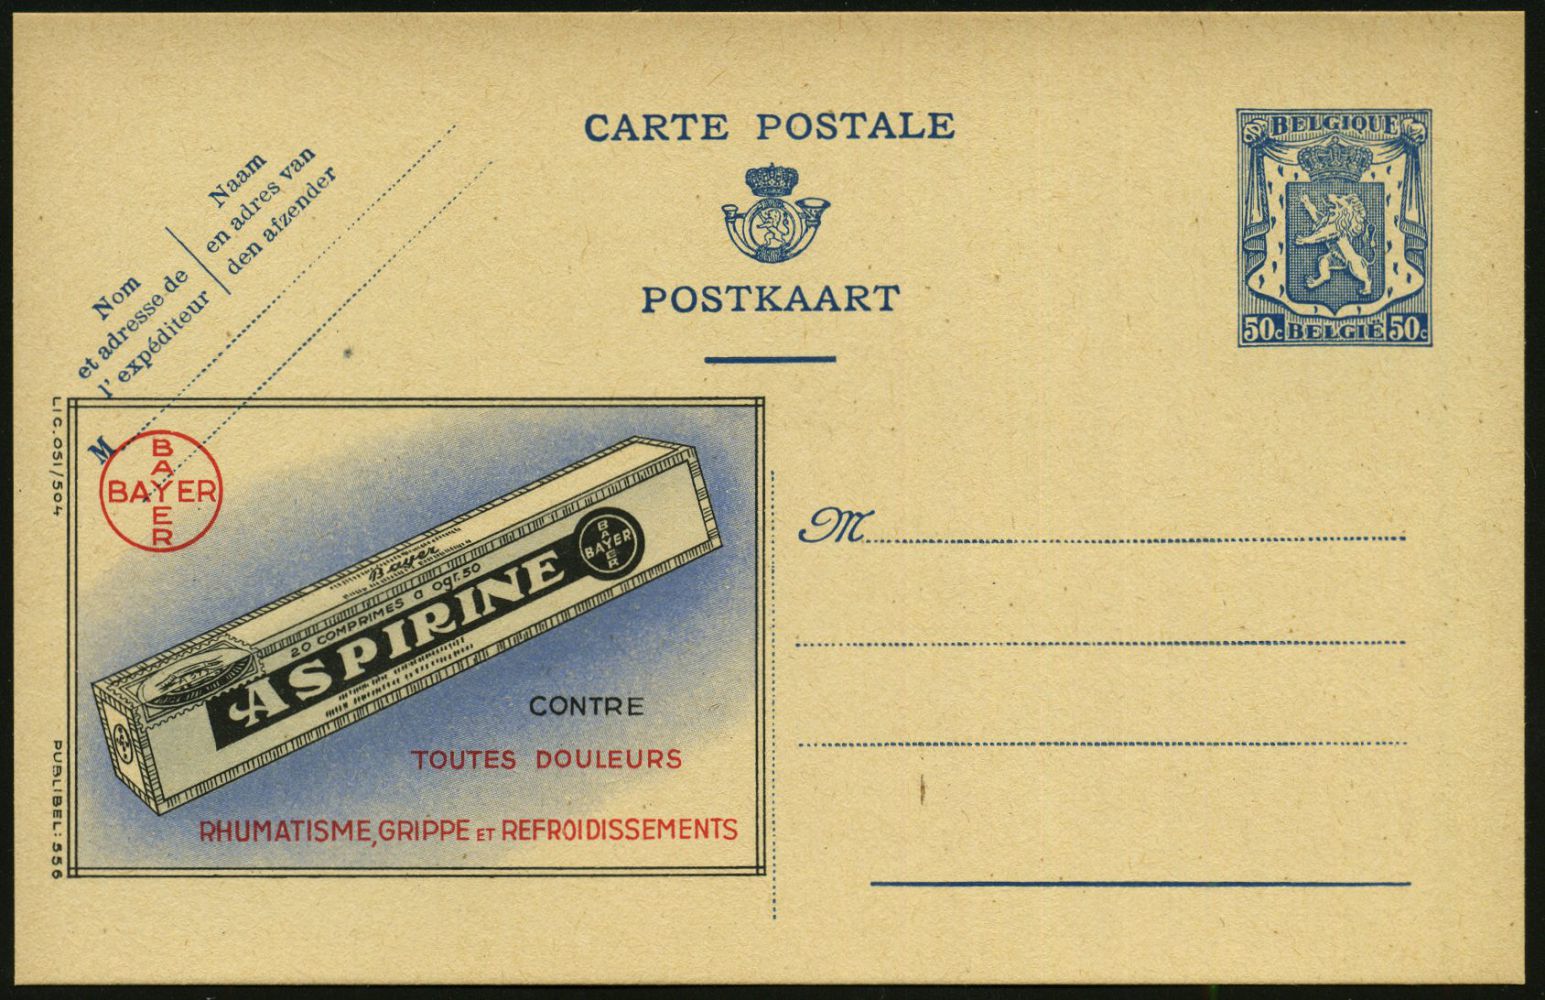 CARTE POSTALE
POSTKAART
BELGIQUE
50c BELGIË 50c
Nom
et adresse de
l'expéditeur
Naam
en adres van
den afzender
M
LIC. 051/504
PUBLIBEL: 556
BAYER
BAYER
Bayer
20 COMPRIMES a 0gr.50
ASPIRINE
BAYER
BAYER
CONTRE
TOUTES DOULEURS
RHUMATISME, GRIPPE ET REFROIDISSEMENTS
M